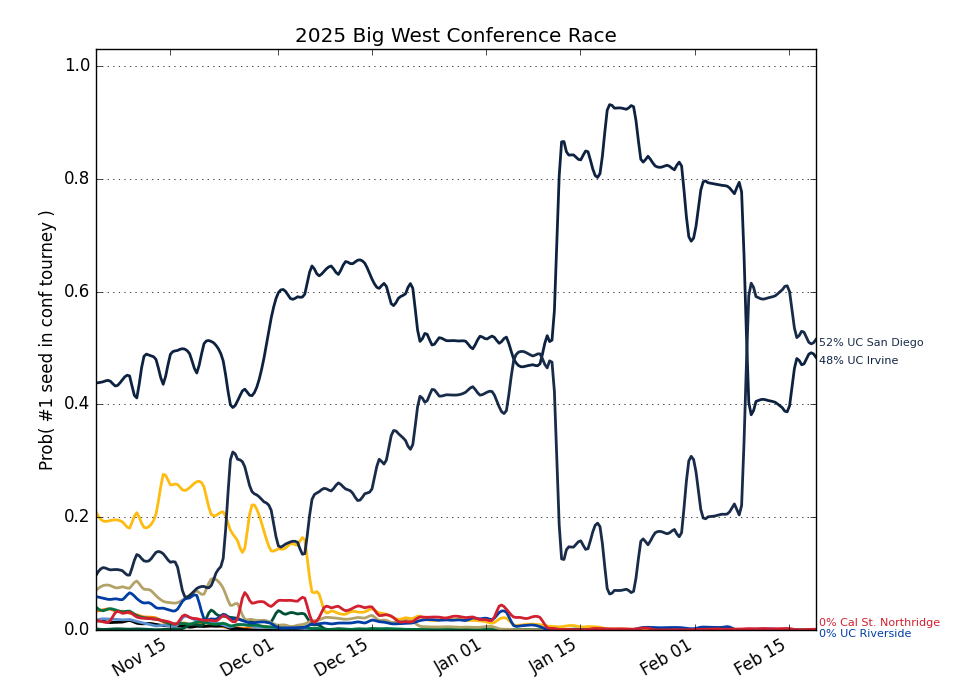 2025 Big West Conference Race
Prob( #1 seed in conf tourney )
1.0
0.8
0.6
0.4
0.2
0.0
52% UC San Diego
48% UC Irvine
0% Cal St. Northridge
0% UC Riverside
Nov 15
Dec 01
Dec 15
Jan 01
Jan 15
Feb 01
Feb 15